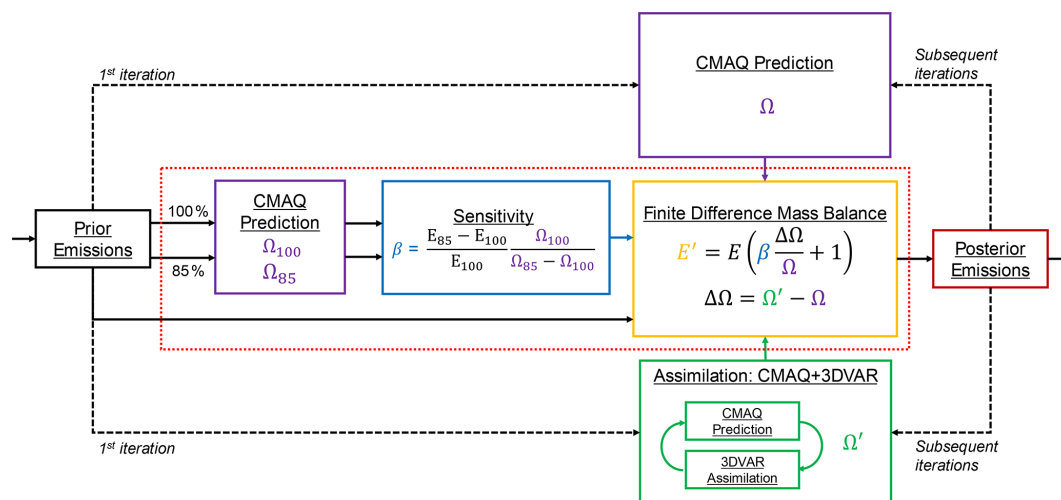 1st iteration
CMAQ Prediction
Ω
Subsequent
iterations
Prior
Emissions
100 %
85 %
CMAQ
Prediction
Ω100
Ω85
Sensitivity
β = (E85 − E100)/E100 Ω100/(Ω85 − Ω100)
Finite Difference Mass Balance
E′ = E(β ΔΩ/Ω + 1)
ΔΩ = Ω′ − Ω
Posterior
Emissions
Assimilation: CMAQ+3DVAR
CMAQ
Prediction
3DVAR
Assimilation
Ω′
1st iteration
Subsequent
iterations